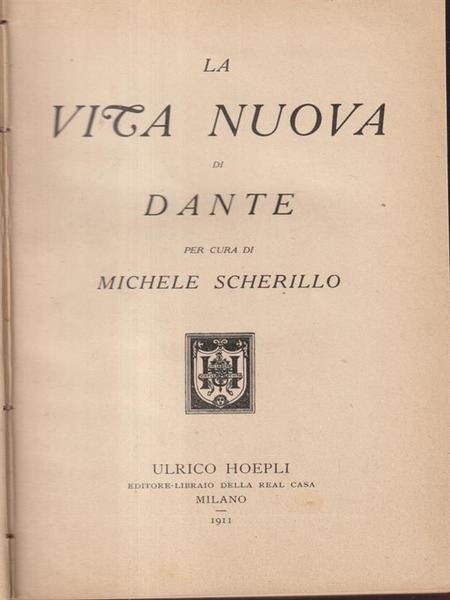 LA
VITA NUOVA
DI
DANTE
PER CURA DI
MICHELE SCHERILLO
H
ULRICO HOEPLI
EDITORE-LIBRAIO DELLA REAL CASA
MILANO
1911